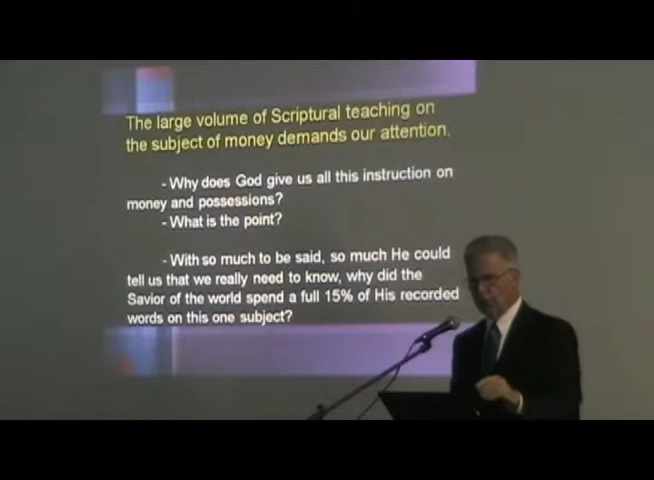 The large volume of Scriptural teaching on
the subject of money demands our attention.
- Why does God give us all this instruction on
money and possessions?
- What is the point?
- With so much to be said, so much He could
tell us that we really need to know, why did the
Savior of the world spend a full 15% of His recorded
words on this one subject?